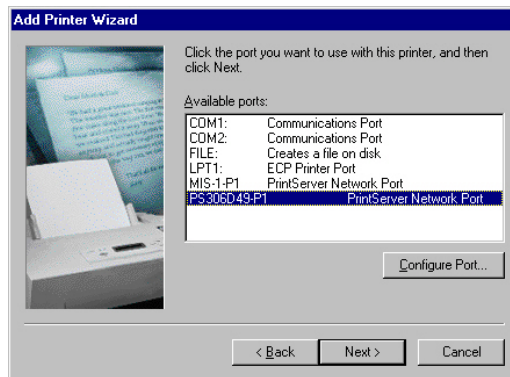 Add Printer Wizard
Click the port you want to use with this printer, and then
click Next.
Available ports:
COM1: Communications Port
COM2: Communications Port
FILE: Creates a file on disk
LPT1: ECP Printer Port
MIS-1-P1 PrintServer Network Port
PS306D49-P1 PrintServer Network Port
Configure Port...
< Back
Next >
Cancel